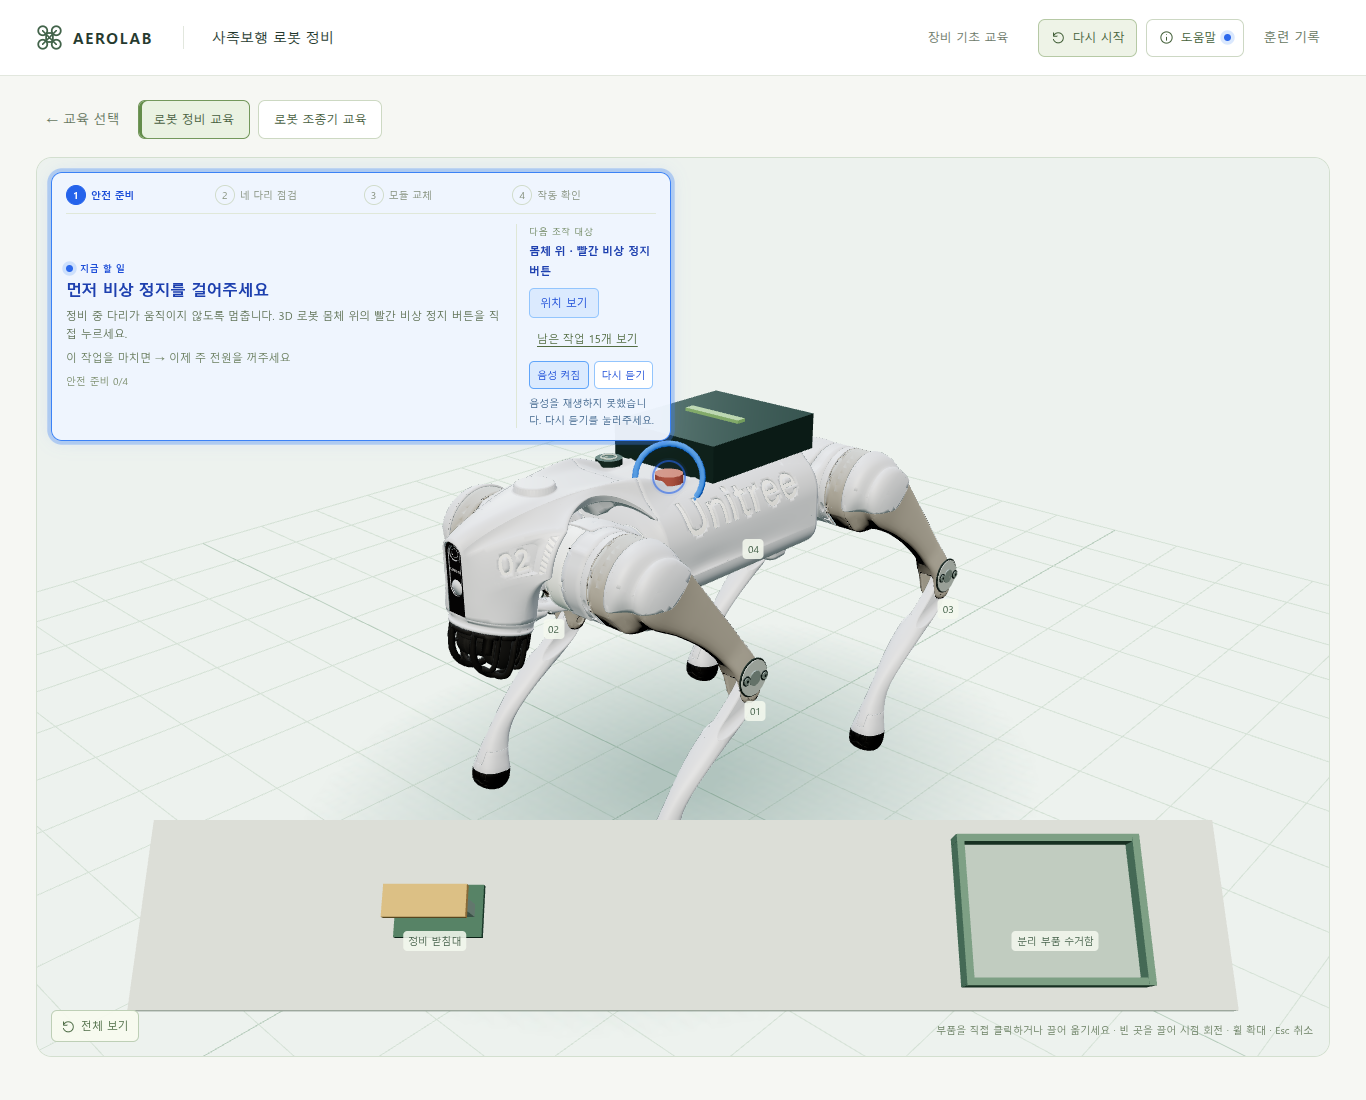 AEROLAB
사족보행 로봇 정비
장비 기초 교육
다시 시작
도움말
훈련 기록
← 교육 선택
로봇 정비 교육
로봇 조종기 교육
1 안전 준비
2 네 다리 점검
3 모듈 교체
4 작동 확인
지금 할 일
먼저 비상 정지를 걸어주세요
정비 중 다리가 움직이지 않도록 멈춥니다. 3D 로봇 몸체 위의 빨간 비상 정지 버튼을 직
접 누르세요.
이 작업을 마치면 → 이제 주 전원을 꺼주세요
안전 준비 0/4
다음 조작 대상
몸체 위 · 빨간 비상 정지
버튼
위치 보기
남은 작업 15개 보기
음성 켜짐
다시 듣기
음성을 재생하지 못했습니
다. 다시 듣기를 눌러주세요.
Unitree
02
04
03
02
01
정비 받침대
분리 부품 수거함
전체 보기
부품을 직접 클릭하거나 끌어 옮기세요 · 빈 곳을 끌어 시점 회전 · 휠 확대 · Esc 취소